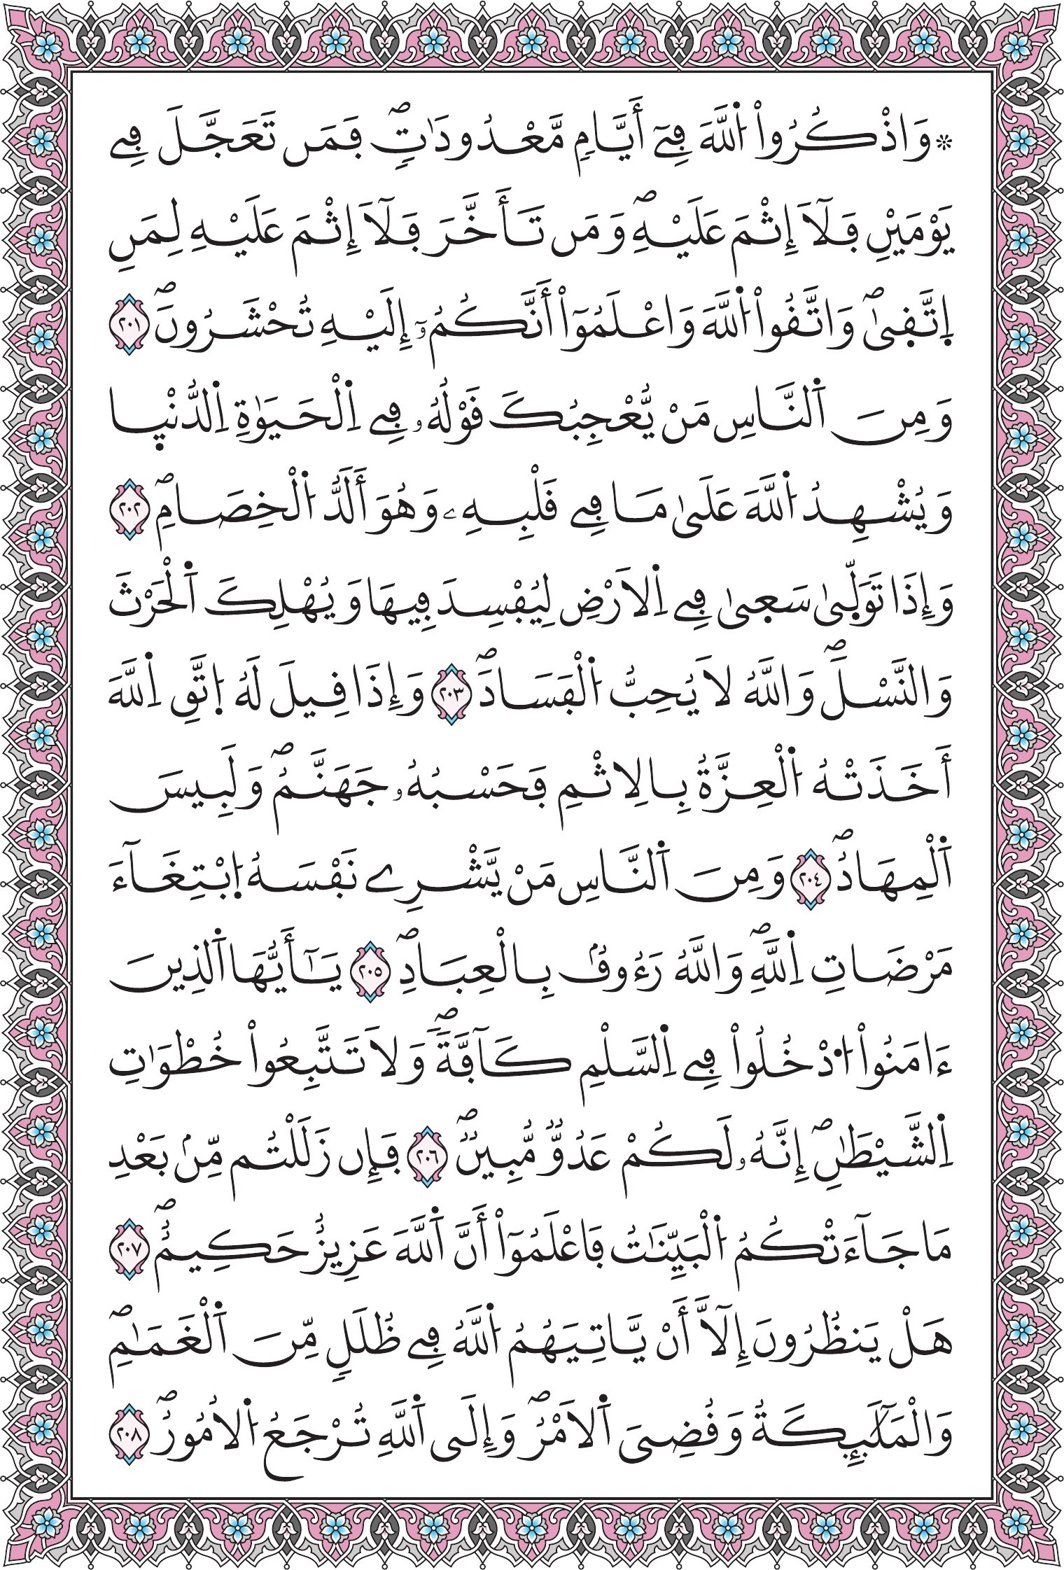 ۞ وَاذْكُرُواْ اُ۬للَّهَ فِےٓ أَيَّامٖ مَّعْدُودَٰتٖۖ فَمَن تَعَجَّلَ فِے
يَوْمَيْنِ فَلَآ إِثْمَ عَلَيْهِۖ وَمَن تَأَخَّرَ فَلَآ إِثْمَ عَلَيْهِ لِمَنِ
اِ۪تَّق۪ىٰۖ وَاتَّقُواْ اُ۬للَّهَ وَاعْلَمُوٓاْ أَنَّكُمُۥٓ إِلَيْهِ تُحْشَرُونَۖ ٢٠١
وَمِنَ اَ۬لنَّاسِ مَنْ يُّعْجِبُكَ قَوْلُهُۥ فِے اِ۬لْحَيَوٰةِ اِ۬لدُّنْي۪ا
وَيُشْهِدُ اُ۬للَّهَ عَلَىٰ مَا فِے قَلْبِهِۦ وَهُوَ أَلَدُّ اُ۬لْخِصَامِۖ ٢٠٢
وَإِذَا تَوَلّ۪ىٰ سَع۪ىٰ فِے اِ۬لَارْضِ لِيُفْسِدَ فِيهَا وَيُهْلِكَ اَ۬لْحَرْثَ
وَالنَّسْلَۖ وَاللَّهُ لَا يُحِبُّ اُ۬لْفَسَادَۖ ٢٠٣ وَإِذَا قِيلَ لَهُ اُ۪تَّقِ اِ۬للَّهَ
أَخَذَتْهُ اُ۬لْعِزَّةُ بِالِاثْمِ فَحَسْبُهُۥ جَهَنَّمُۖ وَلَبِيسَ
اَ۬لْمِهَادُۖ ٢٠٤ وَمِنَ اَ۬لنَّاسِ مَنْ يَّشْرِے نَفْسَهُ اُ۪بْتِغَآءَ
مَرْضَاتِ اِ۬للَّهِۖ وَاللَّهُ رَءُوفُۢ بِالْعِبَادِۖ ٢٠٥ يَٰٓأَيُّهَا اَ۬لذِينَ
ءَامَنُواْ اُ۟دْخُلُواْ فِے اِ۬لسَّلْمِ كَآفَّةٗۖ وَلَا تَتَّبِعُواْ خُطُوَٰتِ
اِ۬لشَّيْطَٰنِۖ إِنَّهُۥ لَكُمْ عَدُوّٞ مُّبِينٞۖ ٢٠٦ فَإِن زَلَلْتُم مِّنۢ بَعْدِ
مَا جَآءَتْكُمُ اُ۬لْبَيِّنَٰتُ فَاعْلَمُوٓاْ أَنَّ اَ۬للَّهَ عَزِيزٌ حَكِيمٌۖ ٢٠٧
هَلْ يَنظُرُونَ إِلَّآ أَنْ يَّاتِيَهُمُ اُ۬للَّهُ فِے ظُلَلٖ مِّنَ اَ۬لْغَمَٰمِۖ
وَالْمَلَٰٓئِكَةُ وَقُضِىَ اَ۬لَامْرُۖ وَإِلَى اَ۬للَّهِ تُرْجَعُ اُ۬لُامُورُۖ ٢٠٨